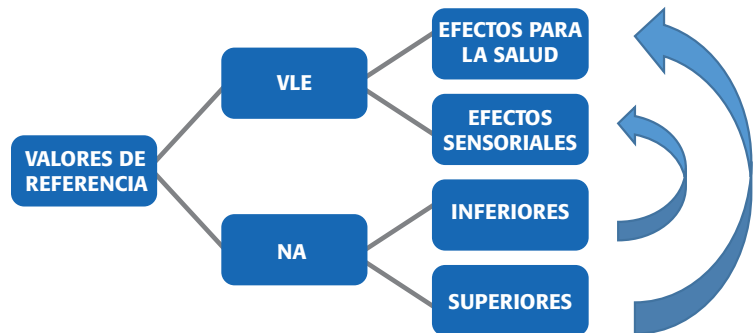 VALORES DE
REFERENCIA
VLE
EFECTOS PARA
LA SALUD
EFECTOS
SENSORIALES
NA
INFERIORES
SUPERIORES